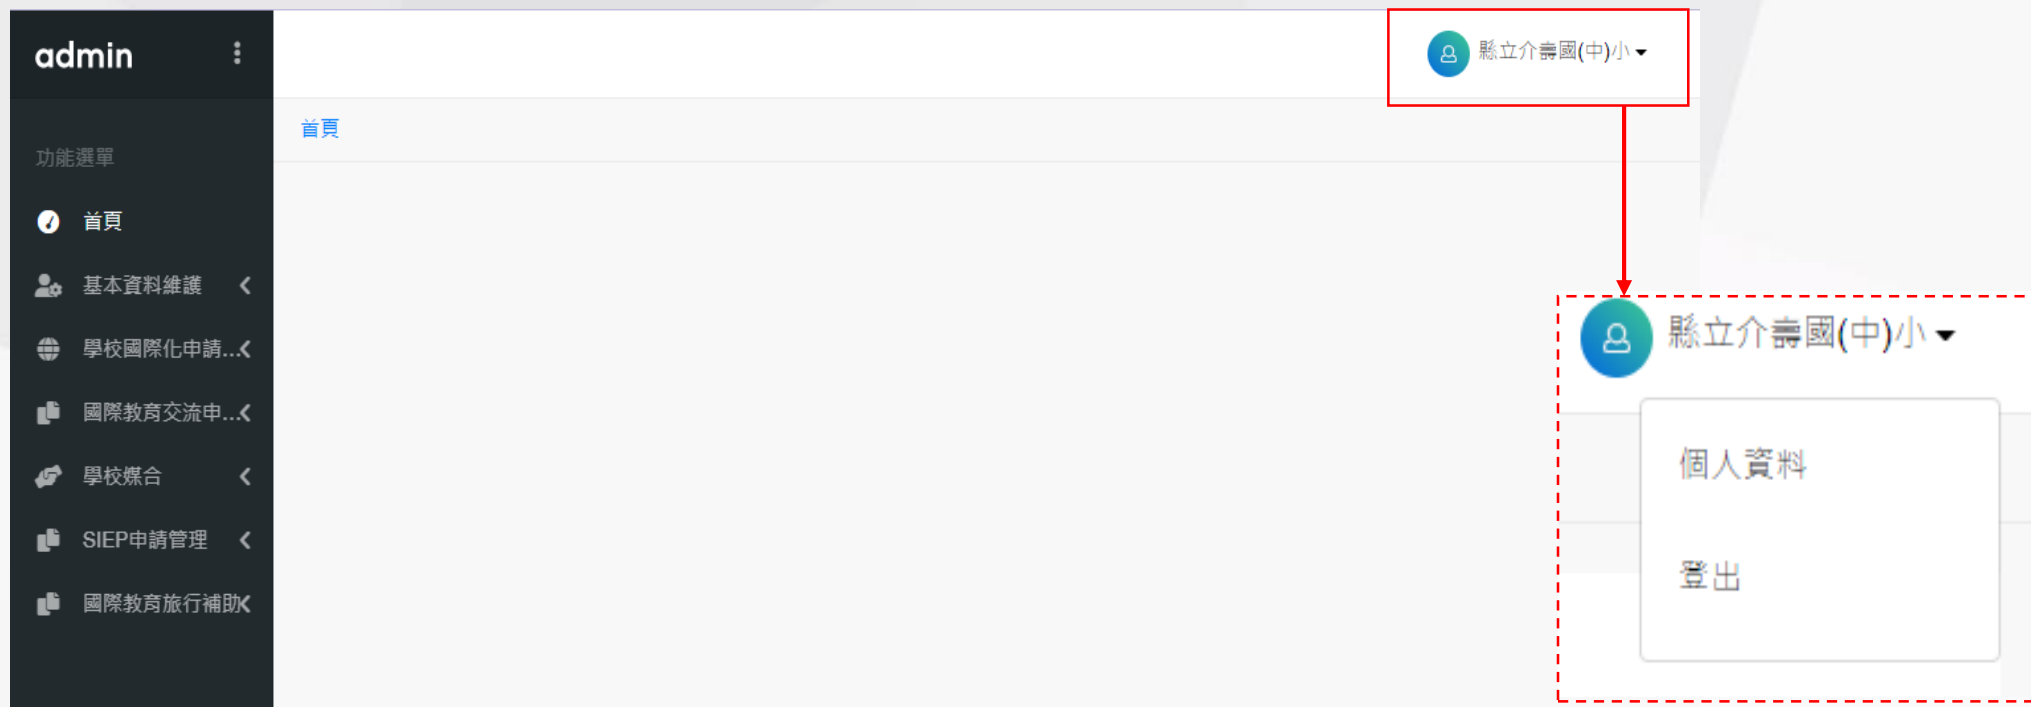 admin
縣立介壽國(中)小
首頁
功能選單
首頁
基本資料維護
學校國際化申請...
國際教育交流申...
學校媒合
SIEP申請管理
國際教育旅行補助
縣立介壽國(中)小
個人資料
登出